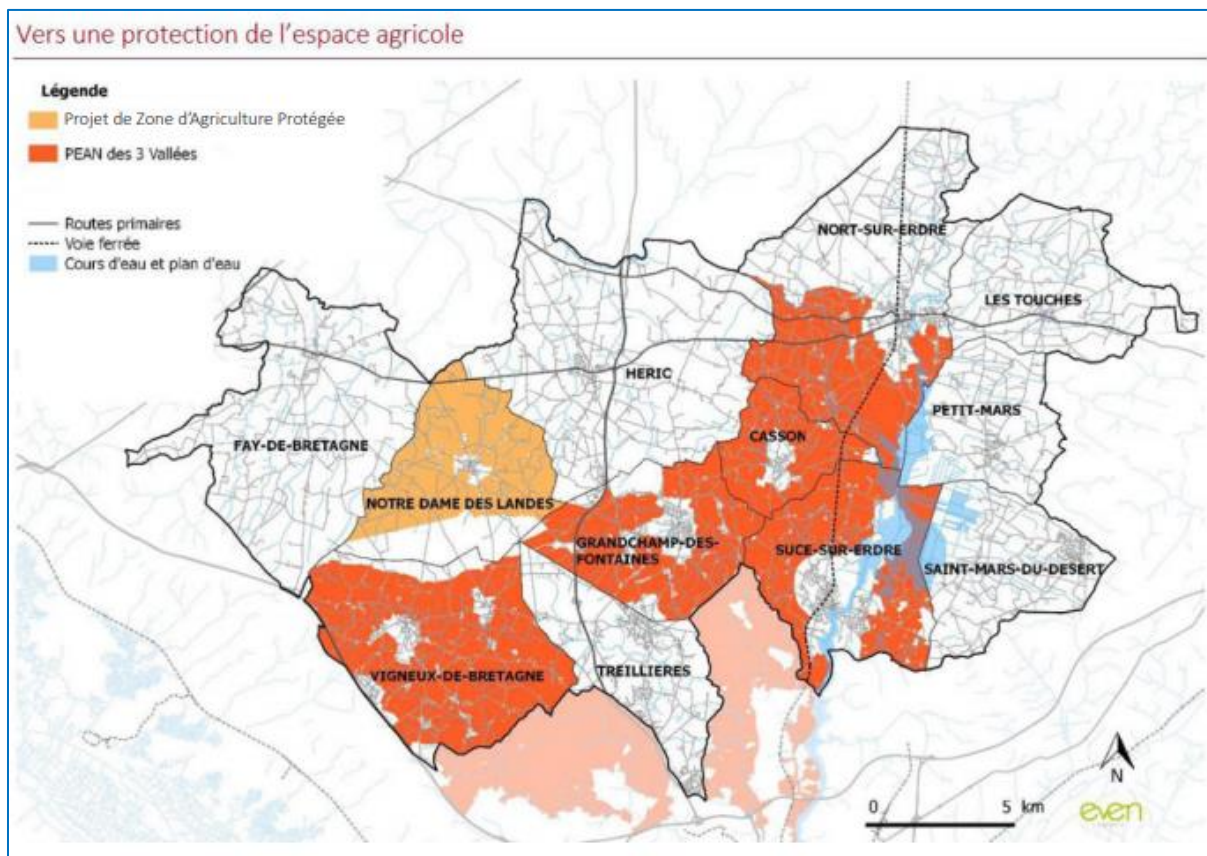 Vers une protection de l'espace agricole
Légende
Projet de Zone d'Agriculture Protégée
PEAN des 3 Vallées
Routes primaires
Voie ferrée
Cours d'eau et plan d'eau
NORT-SUR-ERDRE
LES TOUCHES
HERIC
PETIT-MARS
CASSON
FAY-DE-BRETAGNE
NOTRE DAME DES LANDES
GRANDCHAMP-DES-
FONTAINES
SUCE-SUR-ERDRE
SAINT-MARS-DU-DESERT
TREILLIERES
VIGNEUX-DE-BRETAGNE
N
0 5 km
even